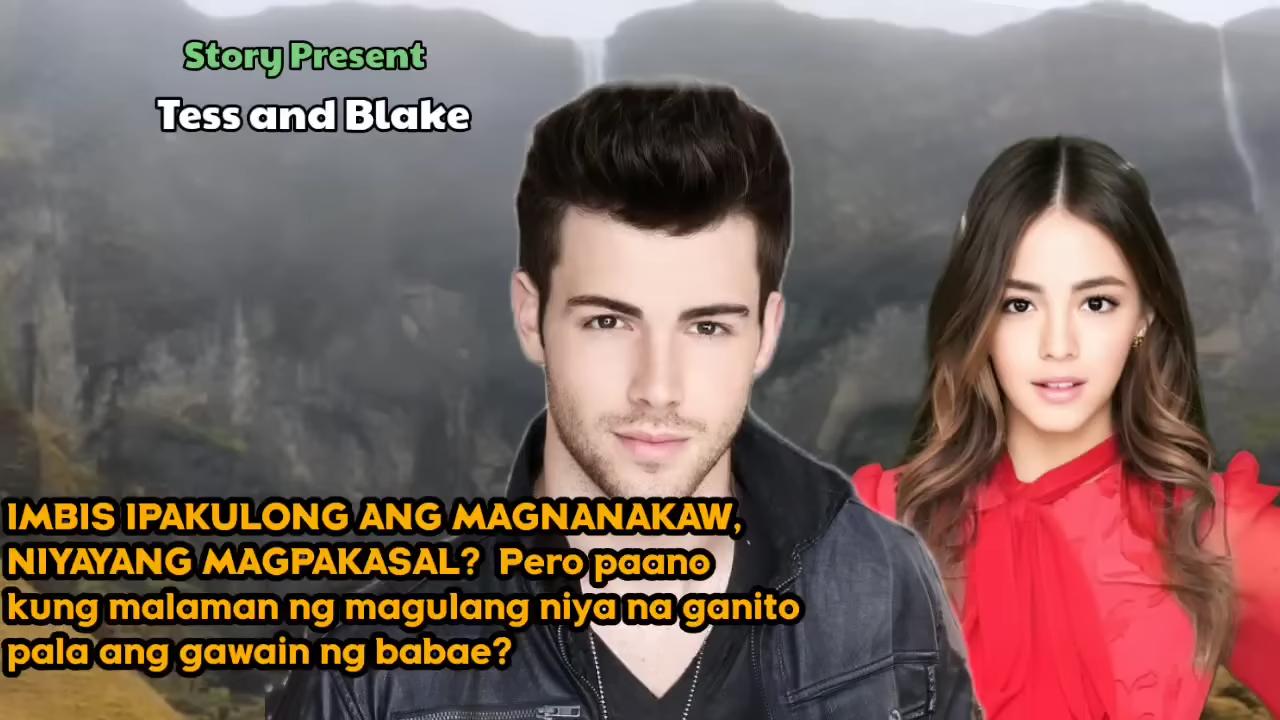 Story Present
Tess and Blake
IMBIS IPAKULONG ANG MAGNANAKAW,
NIYAYANG MAGPAKASAL? Pero paano
kung malaman ng magulang niya na ganito
pala ang gawain ng babae?